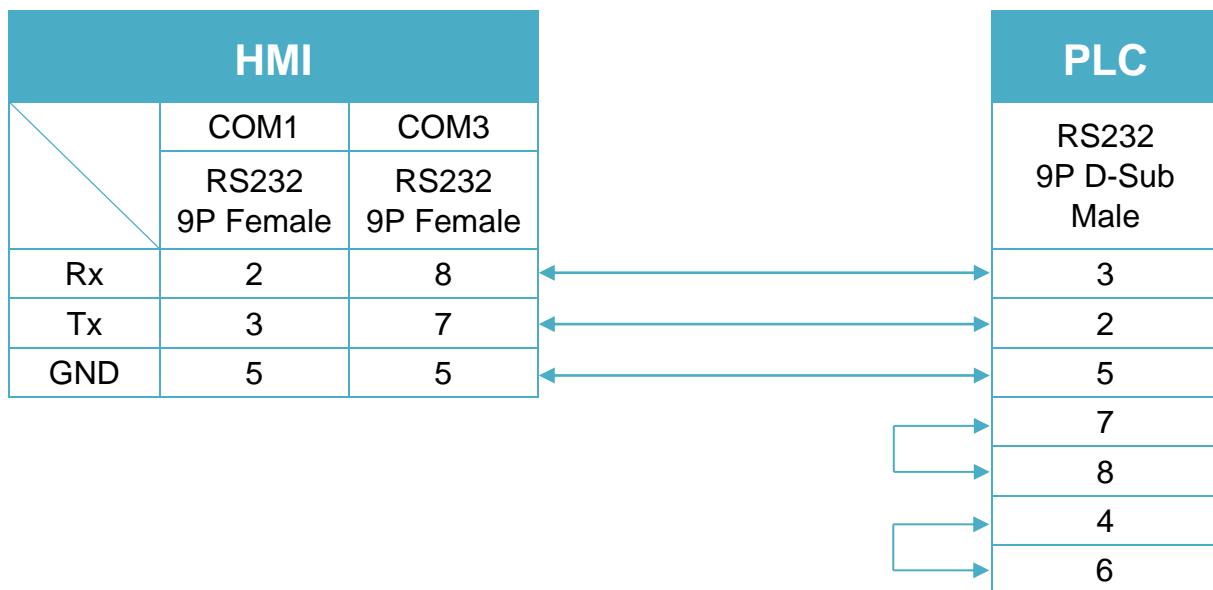 HMI
PLC
COM1 COM3
RS232
9P D-Sub
Male
RS232
9P Female
RS232
9P Female
Rx 2 8 3
Tx 3 7 2
GND 5 5 5
7
8
4
6